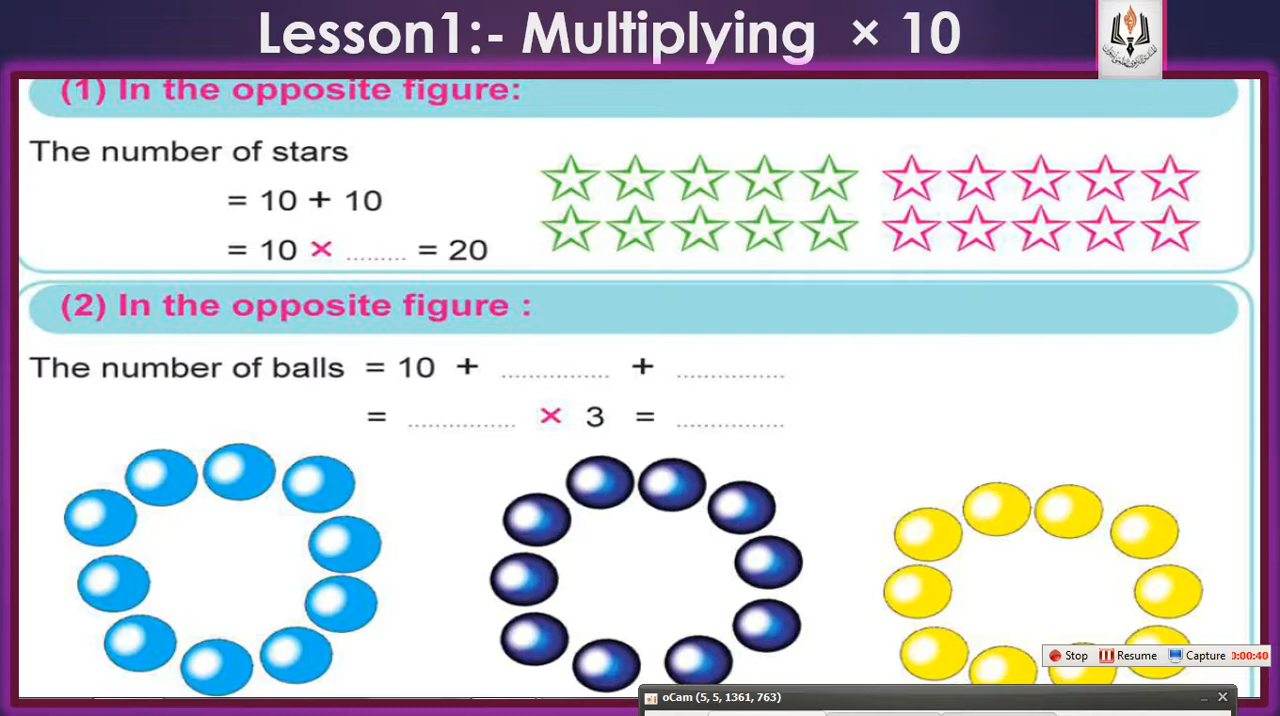 Lesson1:- Multiplying × 10
(1) In the opposite figure:
The number of stars
= 10 + 10
= 10 × ........ = 20
(2) In the opposite figure :
The number of balls = 10 + .............. + ..............
= .............. × 3 = ..............
Stop Resume Capture 0:00:40
oCam (5, 5, 1361, 763)